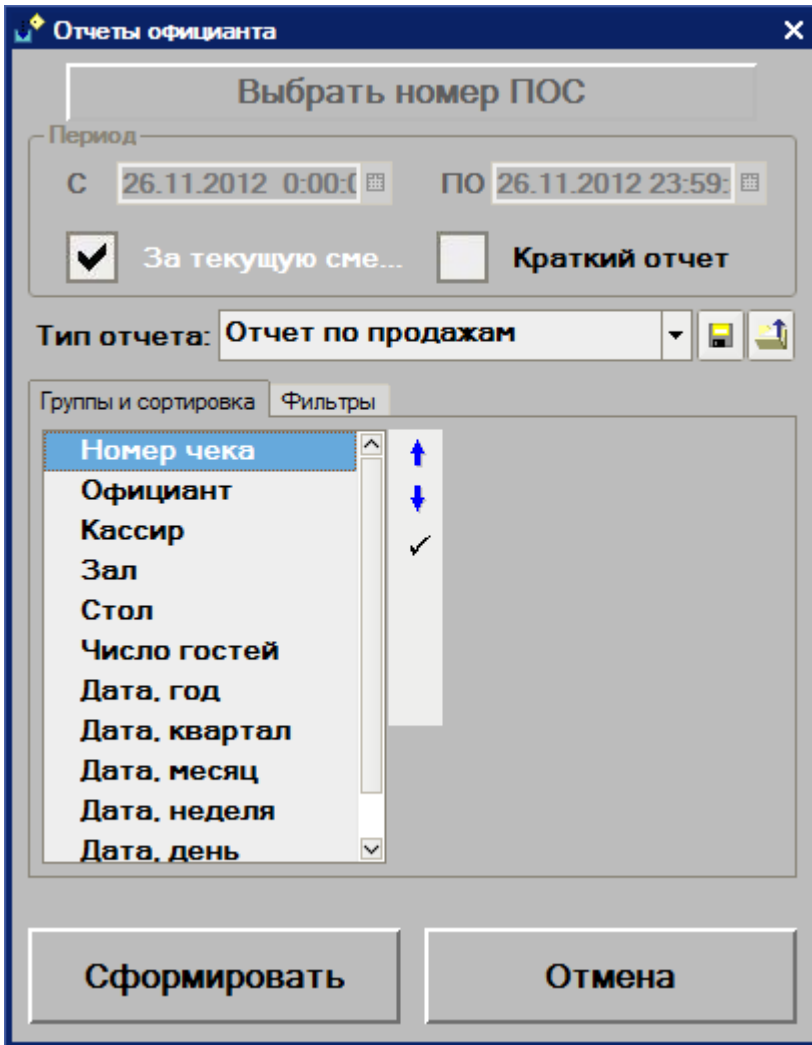 Отчеты официанта
Выбрать номер ПОС
Период
С 26.11.2012 0:00:0 ПО 26.11.2012 23:59:
За текущую сме... Краткий отчет
Тип отчета: Отчет по продажам
Группы и сортировка Фильтры
Номер чека
Официант
Кассир
Зал
Стол
Число гостей
Дата, год
Дата, квартал
Дата, месяц
Дата, неделя
Дата, день
Сформировать Отмена